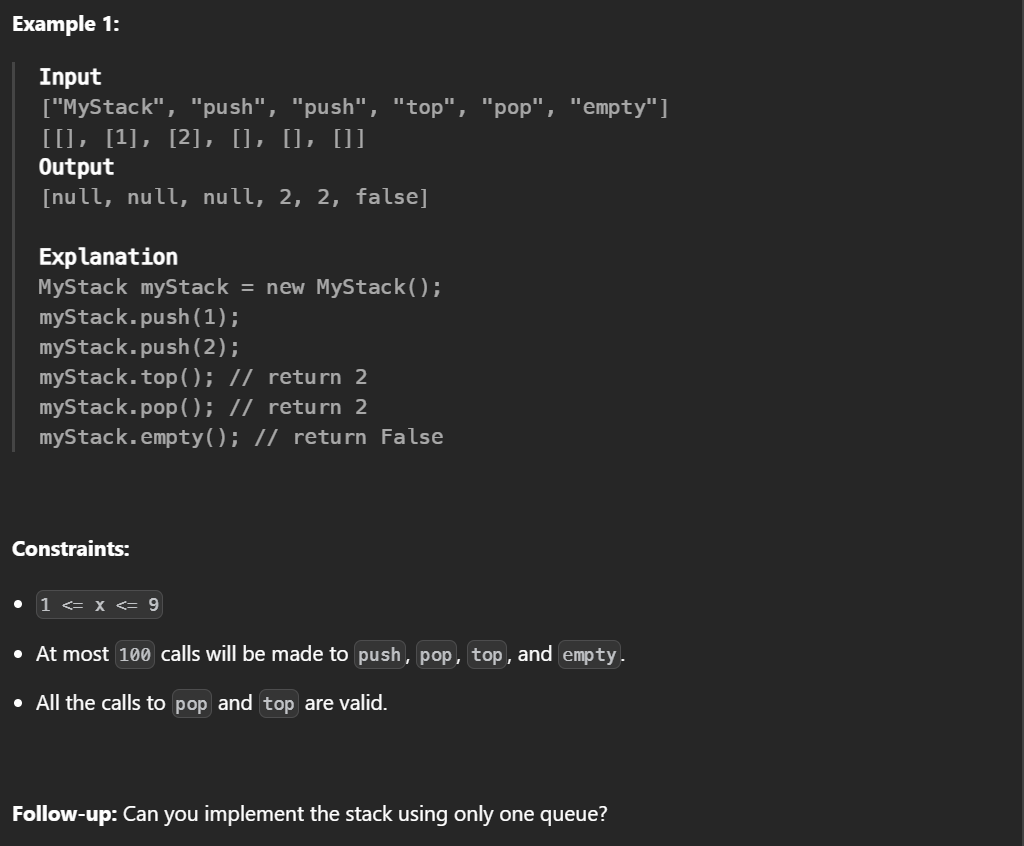 Example 1:
Input
["MyStack", "push", "push", "top", "pop", "empty"]
[[], [1], [2], [], [], []]
Output
[null, null, null, 2, 2, false]
Explanation
MyStack myStack = new MyStack();
myStack.push(1);
myStack.push(2);
myStack.top(); // return 2
myStack.pop(); // return 2
myStack.empty(); // return False
Constraints:
• 1 <= x <= 9
• At most 100 calls will be made to push, pop, top, and empty.
• All the calls to pop and top are valid.
Follow-up: Can you implement the stack using only one queue?